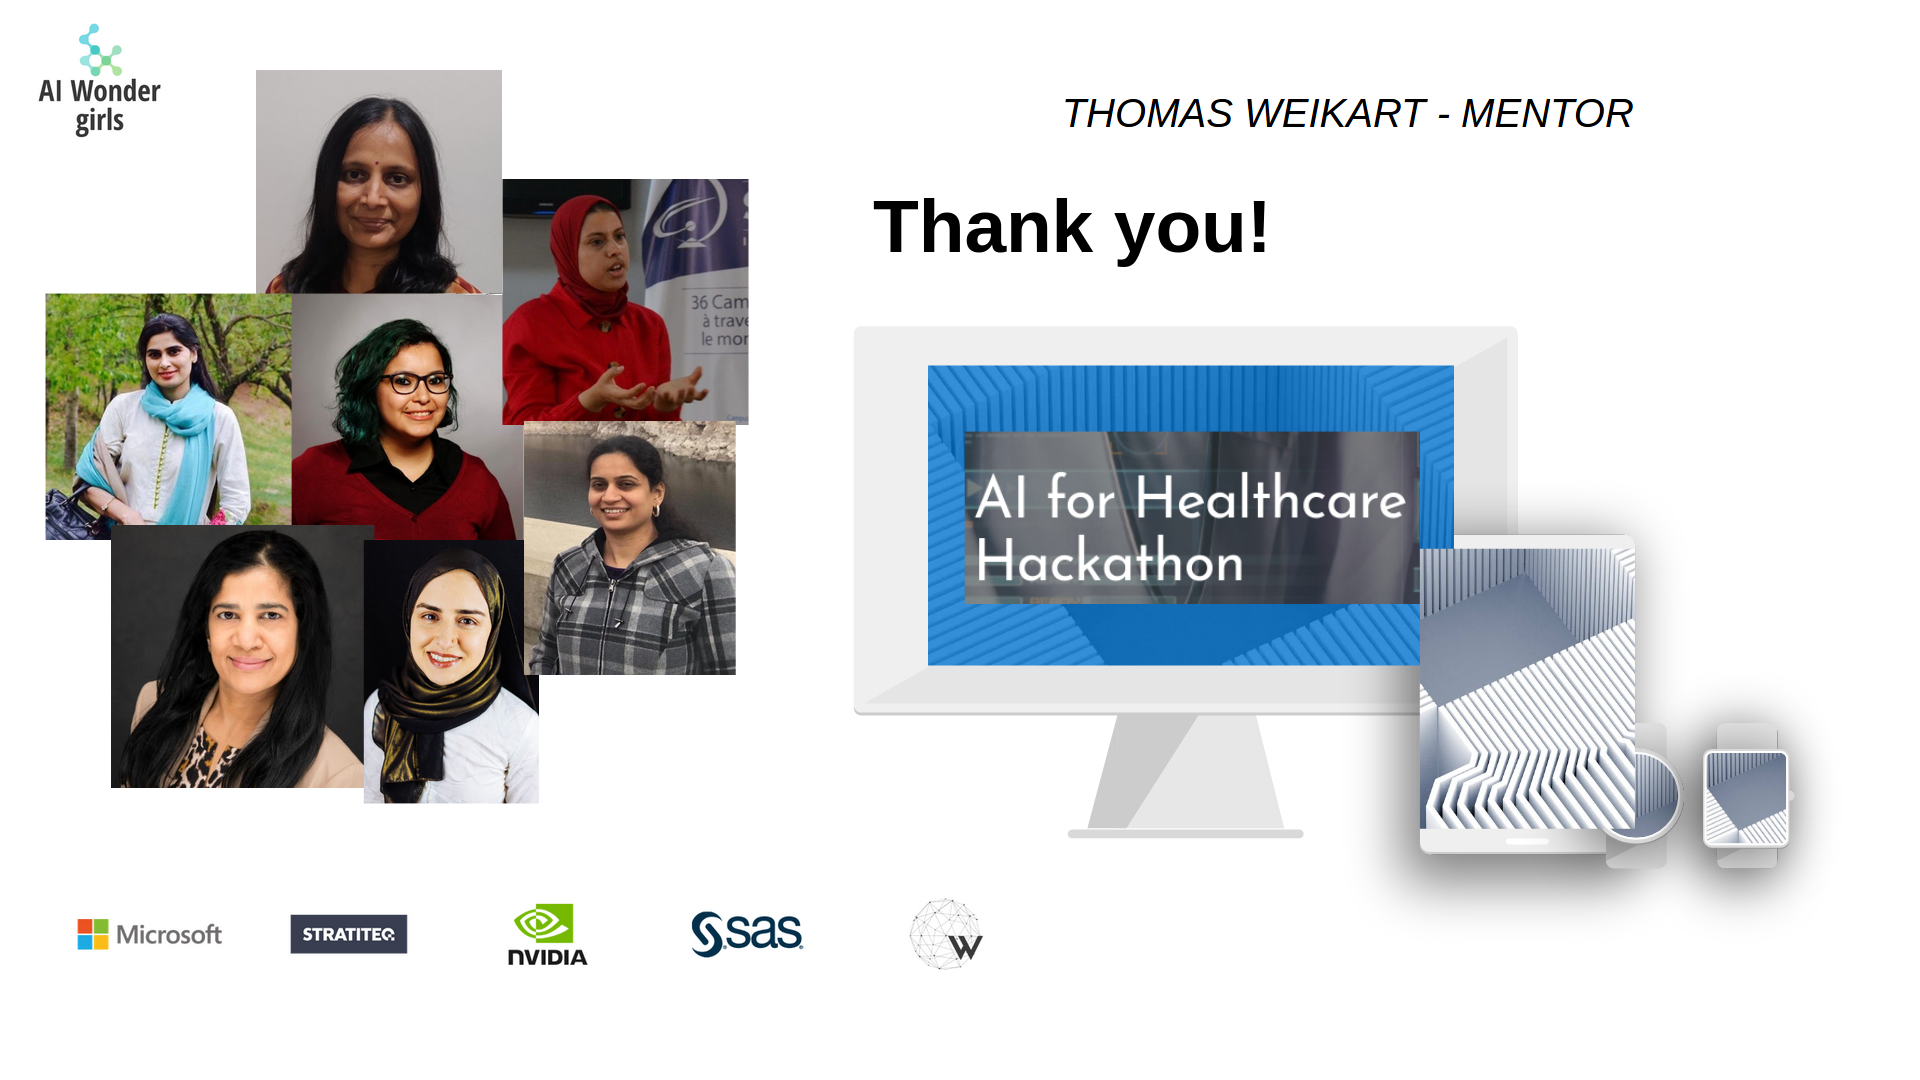 AI Wonder
girls
THOMAS WEIKART - MENTOR
Thank you!
36 Cam
à trave
le mon
AI for Healthcare
Hackathon
Microsoft
STRATITEQ
NVIDIA
sas
W